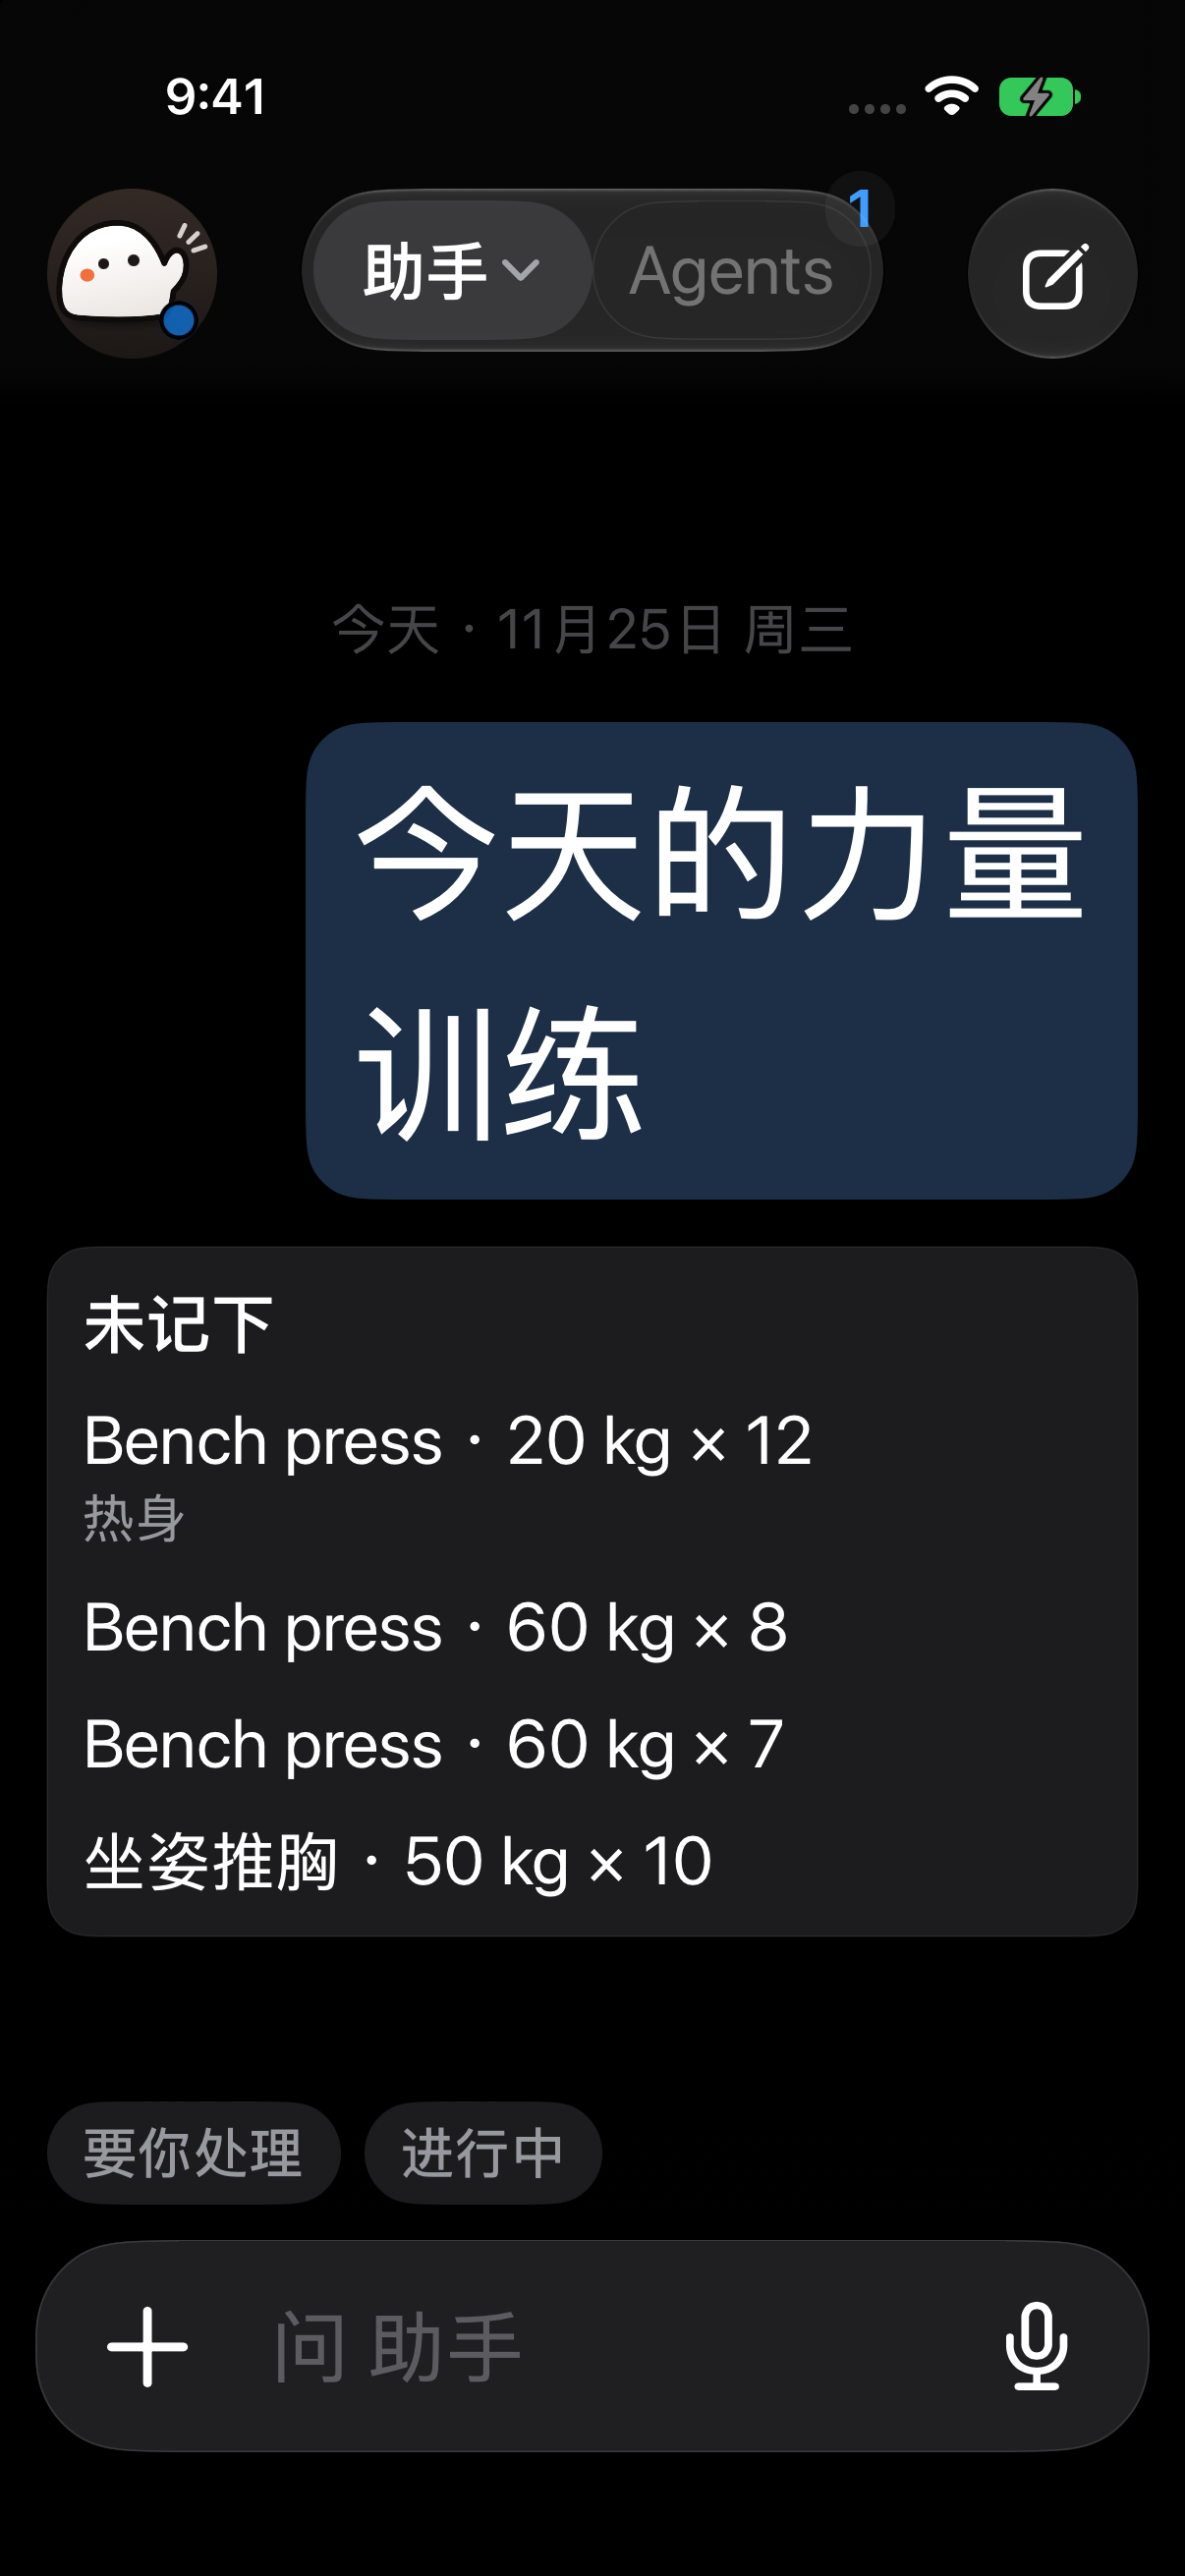 9:41
助手
Agents
1
今天 · 11月25日 周三
今天的力量
训练
未记下
Bench press · 20 kg × 12
热身
Bench press · 60 kg × 8
Bench press · 60 kg × 7
坐姿推胸 · 50 kg × 10
要你处理
进行中
问 助手